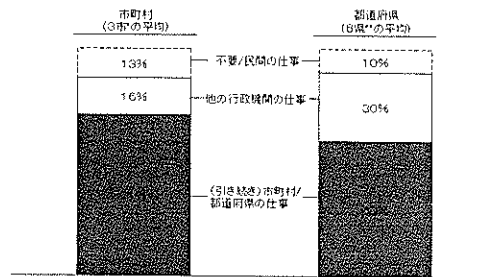 市町村
(3市*の平均)
都道府県
(6県**の平均)
13%
不要/民間の仕事
10%
16%
他の行政機関の仕事
30%
(引き続き)市町村/
都道府県の仕事